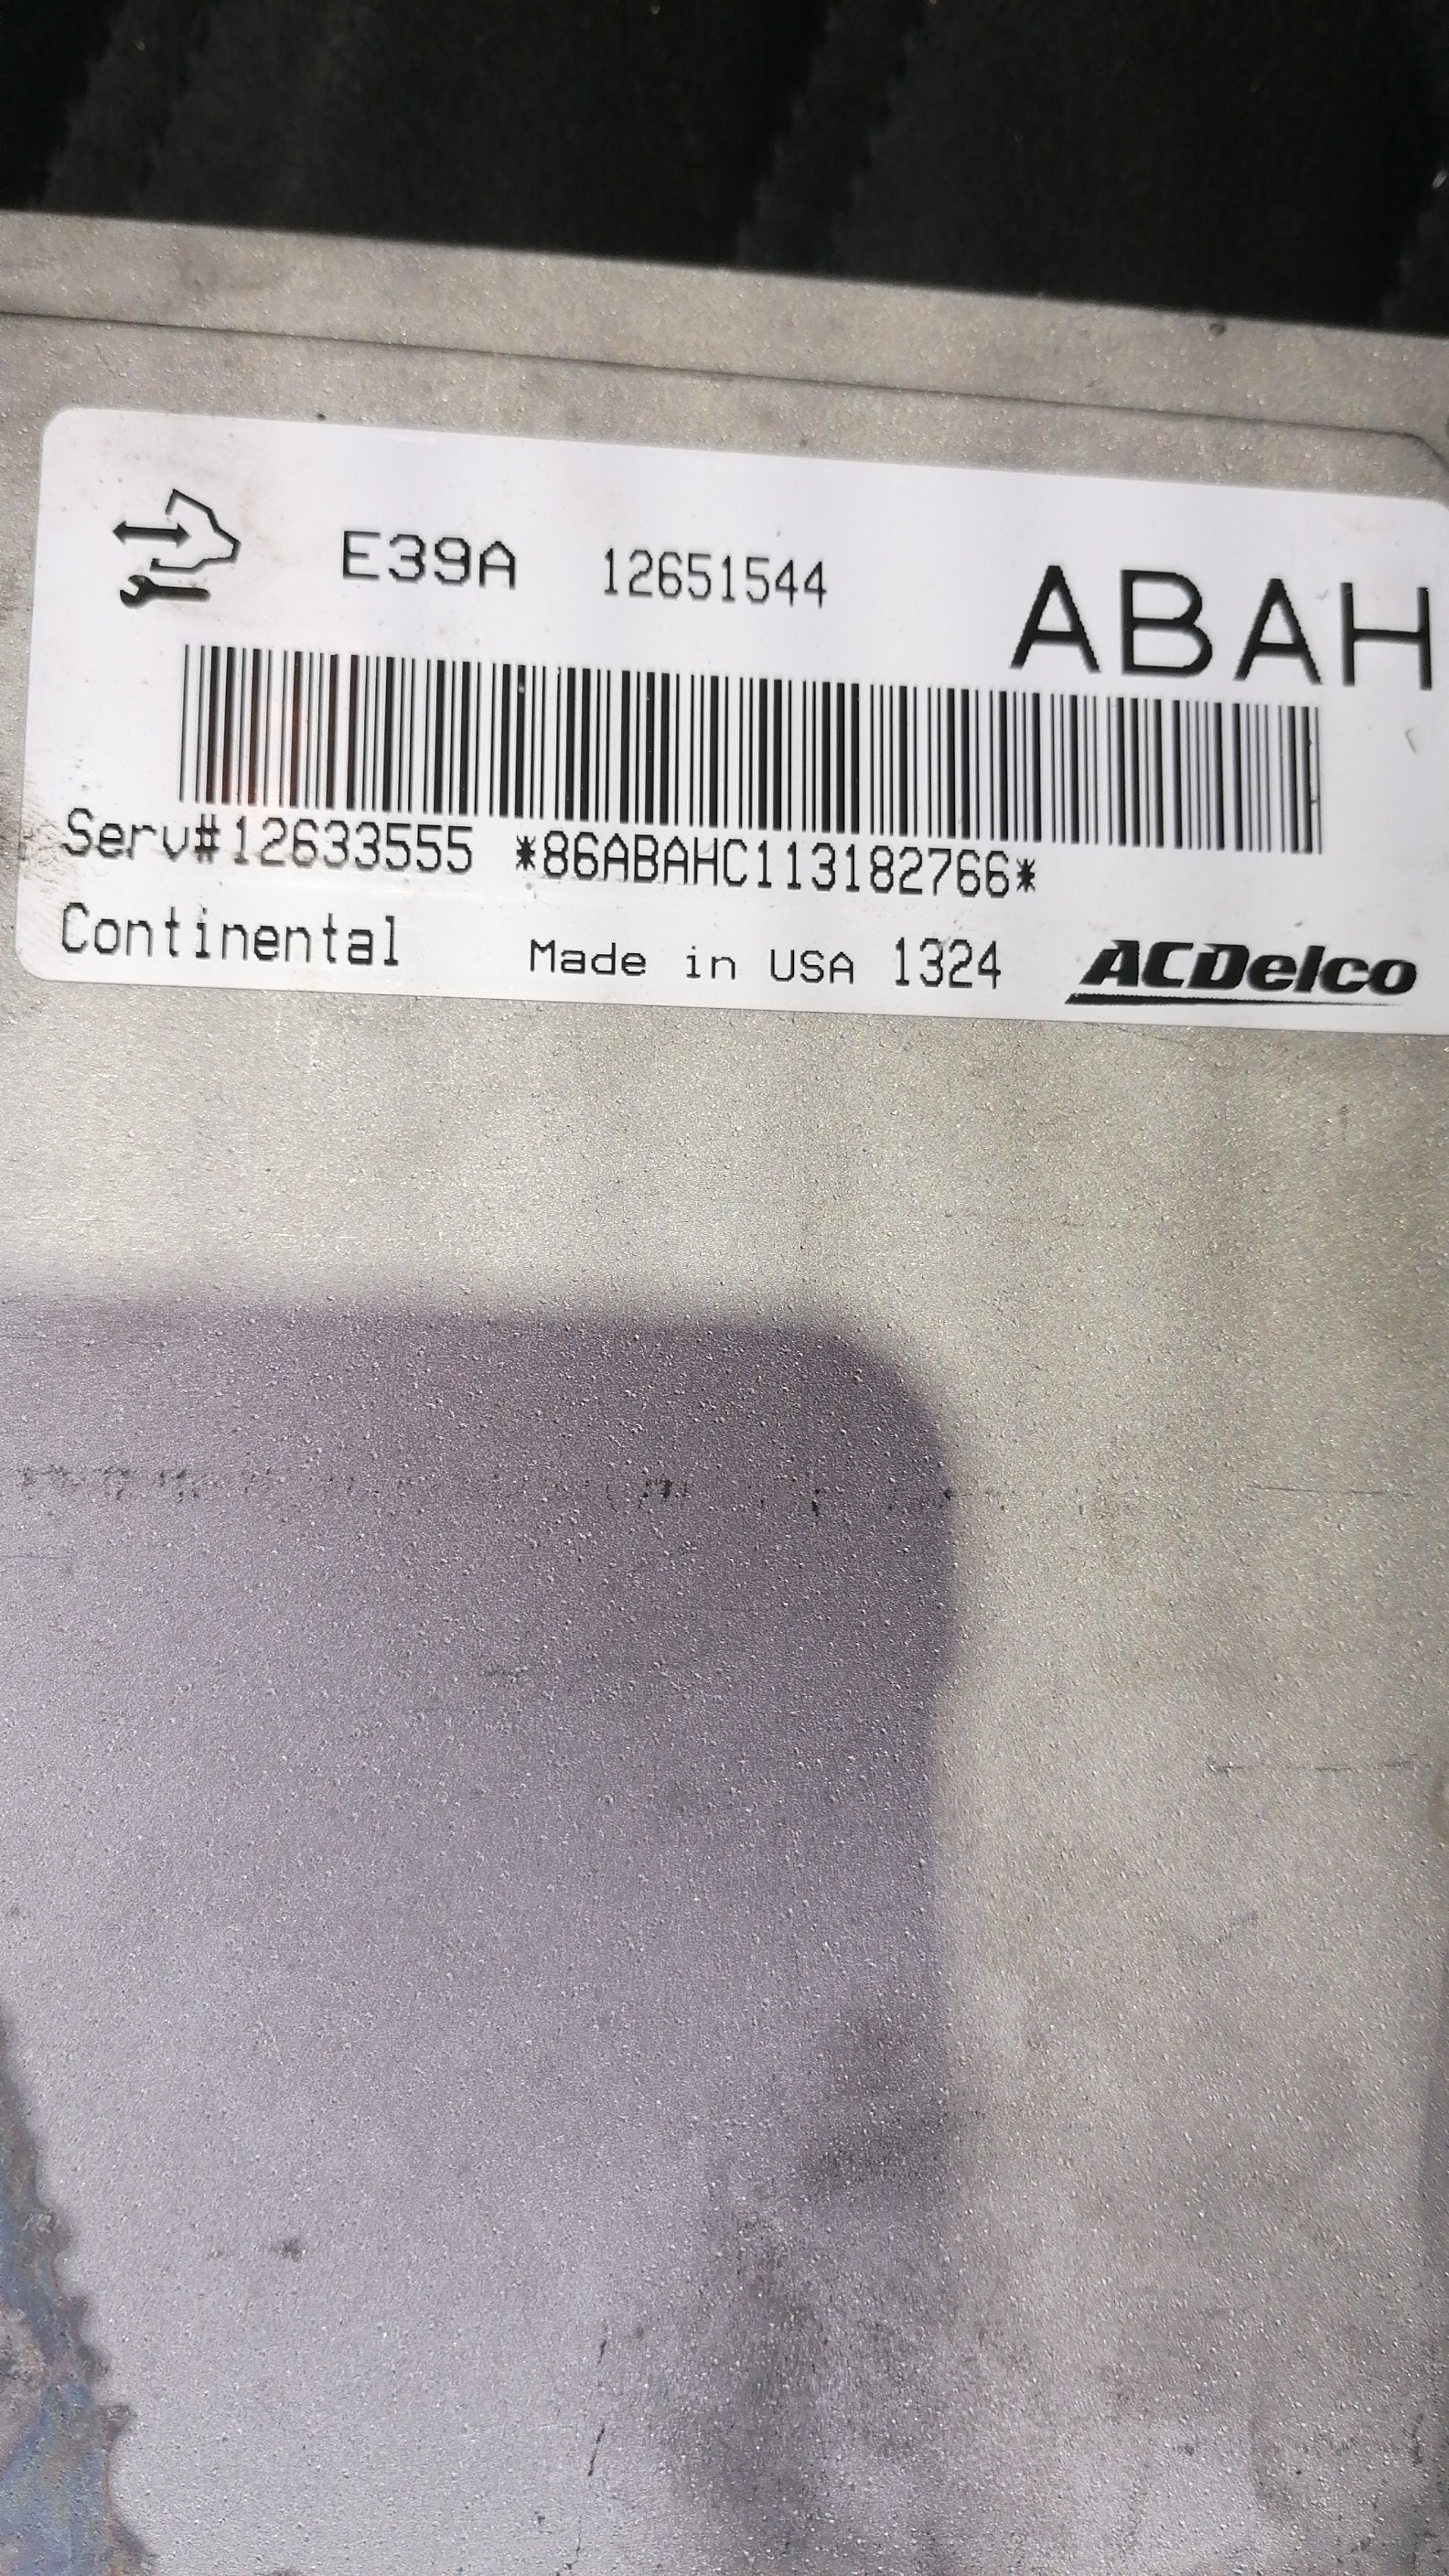 E39A 12651544
ABAH
Serv#12633555 *86ABAHC113182766*
Continental Made in USA 1324 ACDelco